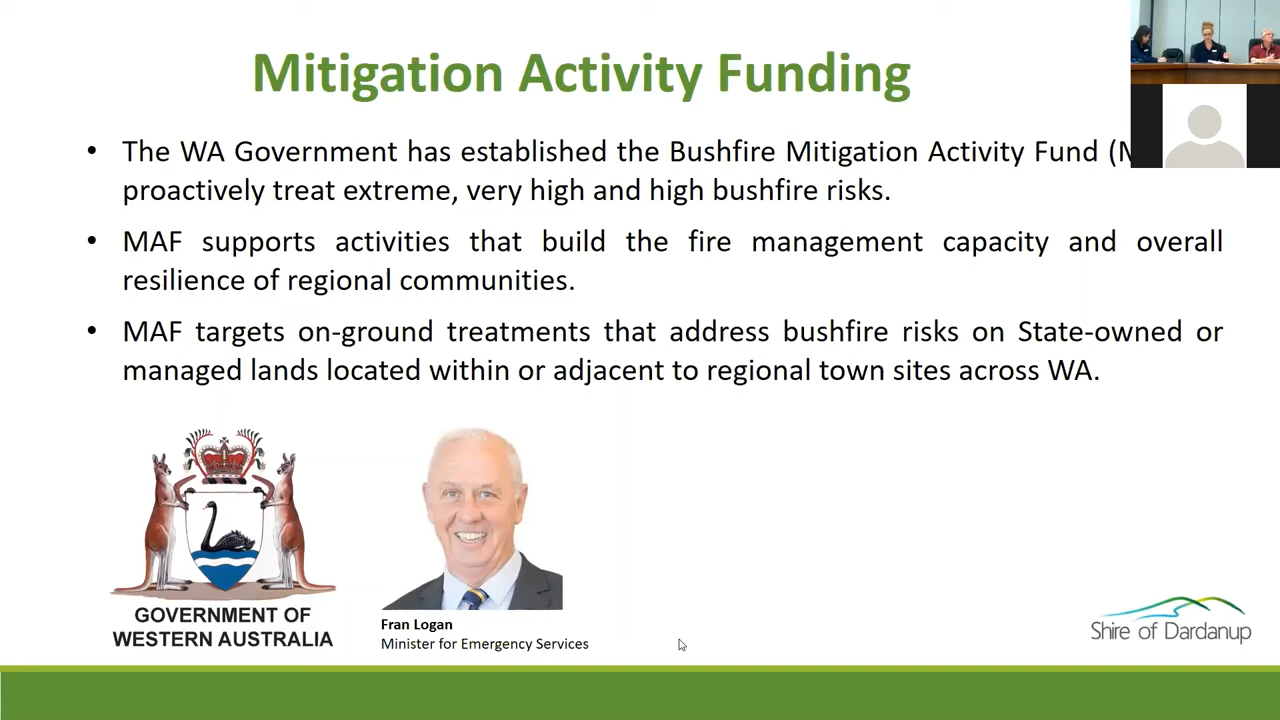 Mitigation Activity Funding
• The WA Government has established the Bushfire Mitigation Activity Fund
proactively treat extreme, very high and high bushfire risks.
• MAF supports activities that build the fire management capacity and overall
resilience of regional communities.
• MAF targets on-ground treatments that address bushfire risks on State-owned or
managed lands located within or adjacent to regional town sites across WA.
GOVERNMENT OF
WESTERN AUSTRALIA
Fran Logan
Minister for Emergency Services
Shire of Dardanup